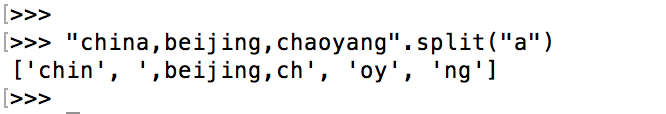 [>>>
[>>> "china,beijing,chaoyang".split("a")
['chin', ',beijing,ch', 'oy', 'ng']
[>>> _